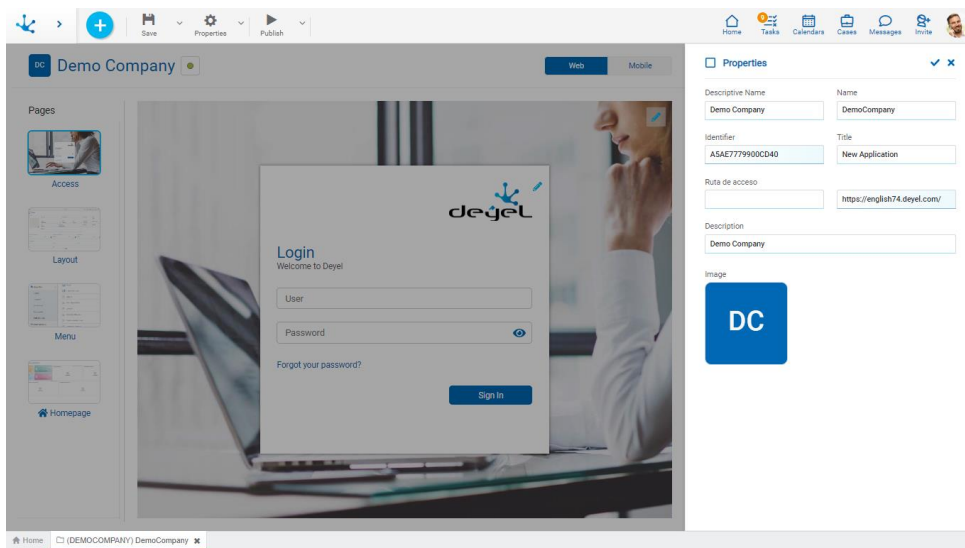 Save
Properties
Publish
Home
9
Tasks
Calendars
Cases
Messages
Invite
DC Demo Company
Web
Mobile
Pages
Access
Layout
Menu
Homepage
deyel
Login
Welcome to Deyel
User
Password
Forgot your password?
Sign In
Properties
Descriptive Name
Name
Demo Company
DemoCompany
Identifier
Title
A5AE7779900CD40
New Application
Ruta de acceso
https://english74.deyel.com/
Description
Demo Company
Image
DC
Home
(DEMOCOMPANY) DemoCompany